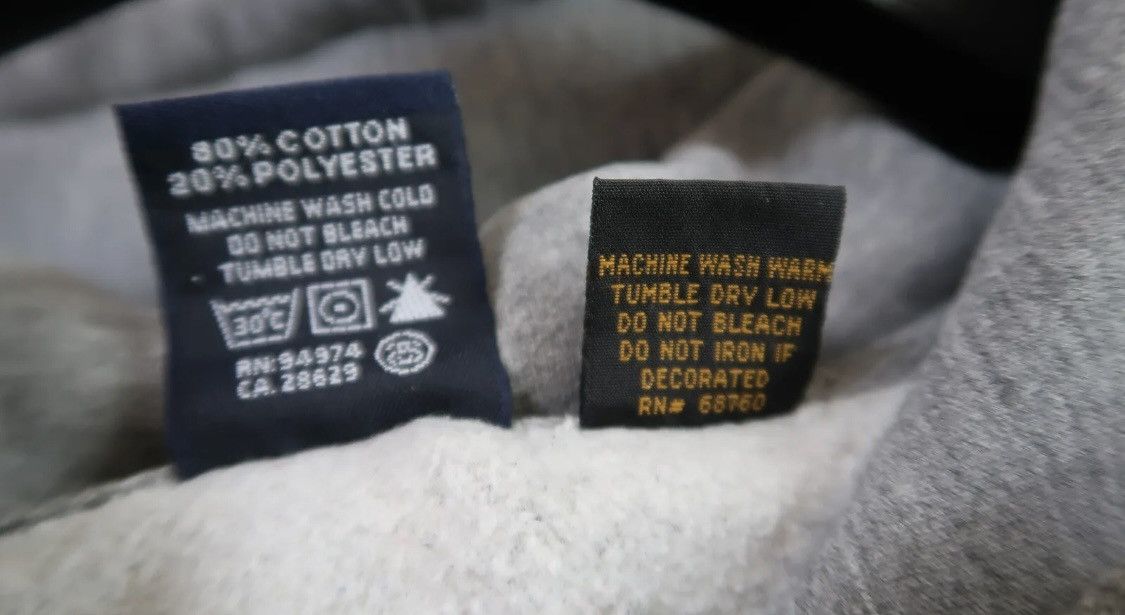 80% COTTON
20% POLYESTER
MACHINE WASH COLD
DO NOT BLEACH
TUMBLE DRY LOW
30°C
RN: 94974
CA. 28629
MACHINE WASH WARM
TUMBLE DRY LOW
DO NOT BLEACH
DO NOT IRON IF
DECORATED
RN# 68760